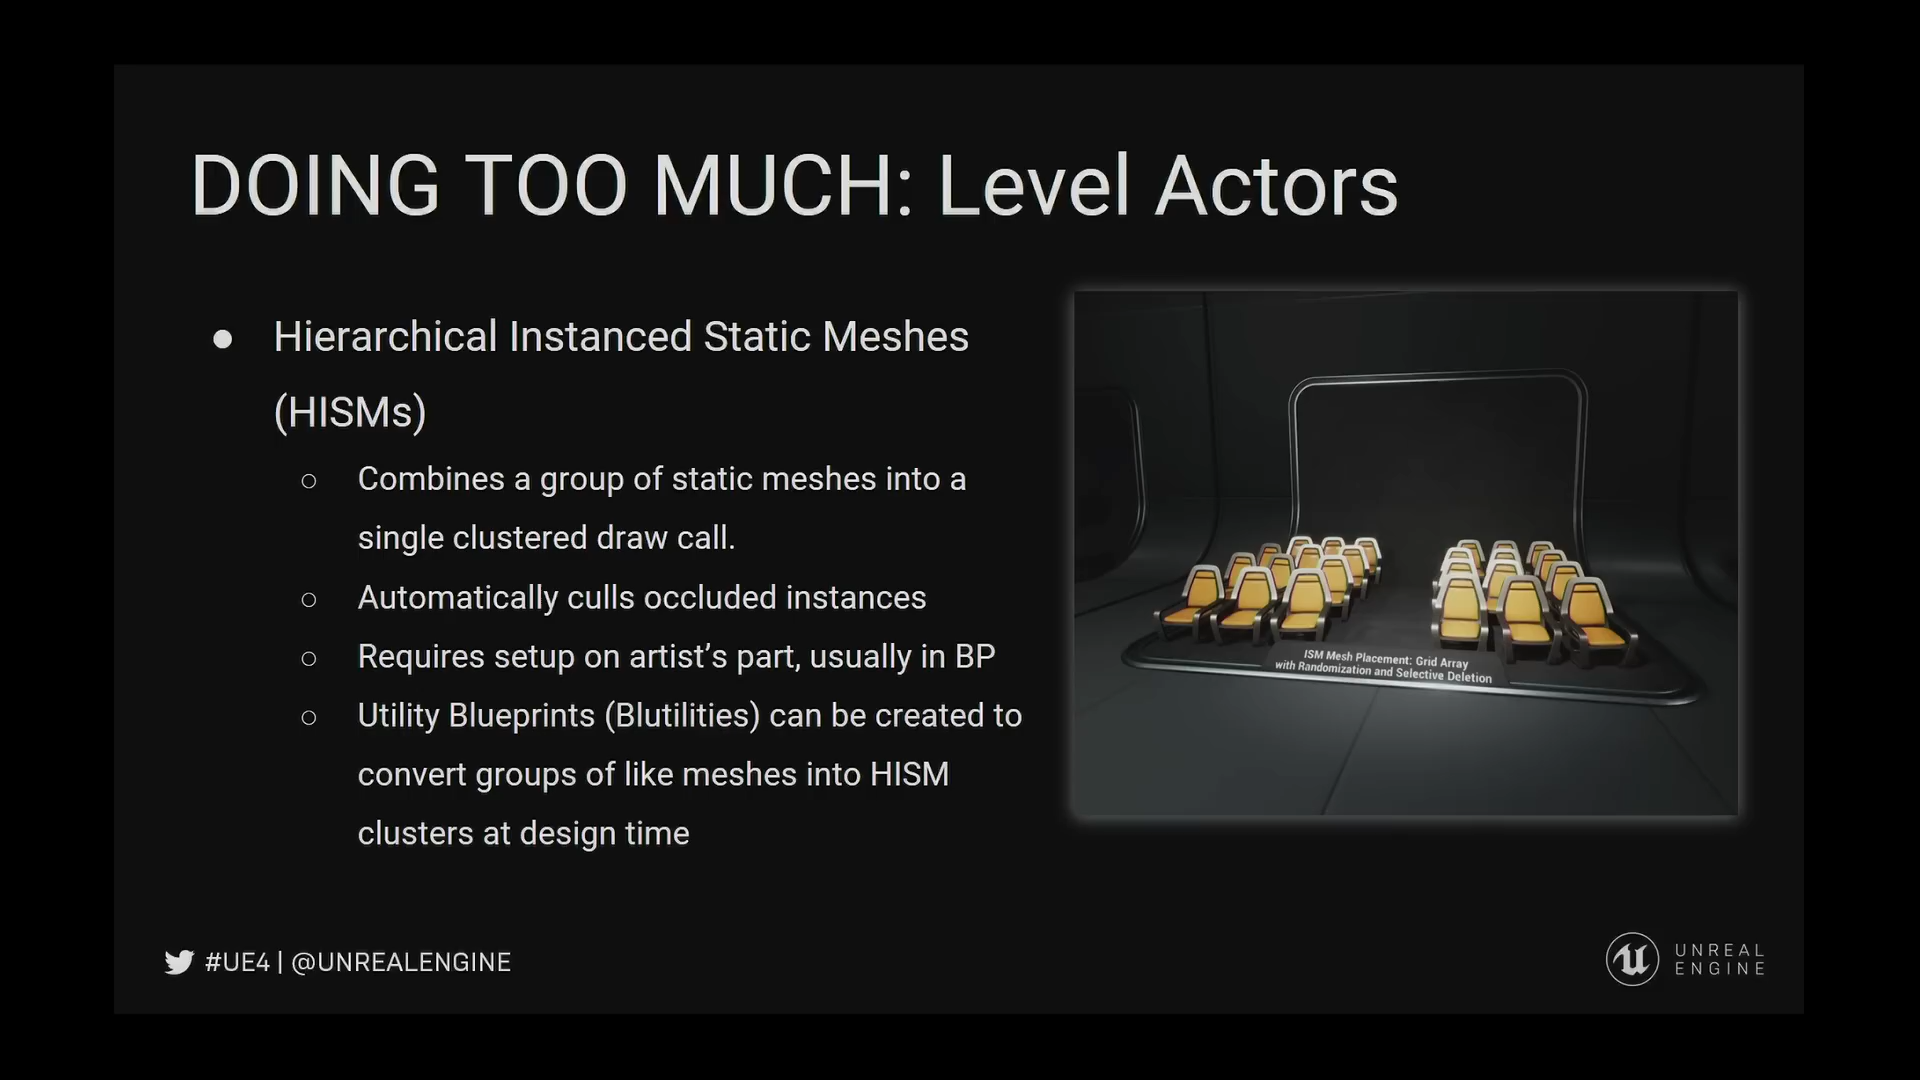 DOING TOO MUCH: Level Actors
● Hierarchical Instanced Static Meshes
(HISMs)
○ Combines a group of static meshes into a
single clustered draw call.
○ Automatically culls occluded instances
○ Requires setup on artist’s part, usually in BP
○ Utility Blueprints (Blutilities) can be created to
convert groups of like meshes into HISM
clusters at design time
ISM Mesh Placement: Grid Array
with Randomization and Selective Deletion
#UE4 | @UNREALENGINE
UNREAL
ENGINE